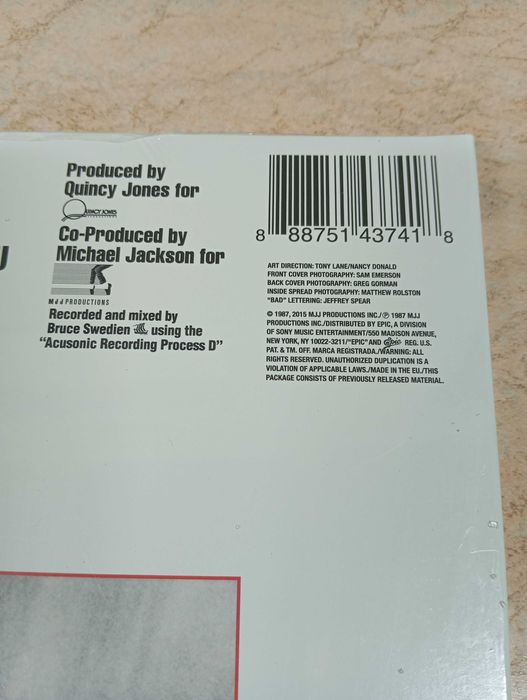 Produced by
Quincy Jones for
QUINCY JONES
PRODUCTIONS
Co-Produced by
Michael Jackson for
MJJ PRODUCTIONS
Recorded and mixed by
Bruce Swedien using the
“Acusonic Recording Process D”
8 88751 43741 8
ART DIRECTION: TONY LANE/NANCY DONALD
FRONT COVER PHOTOGRAPHY: SAM EMERSON
BACK COVER PHOTOGRAPHY: GREG GORMAN
INSIDE SPREAD PHOTOGRAPHY: MATTHEW ROLSTON
"BAD" LETTERING: JEFFREY SPEAR
© 1987, 2015 MJJ PRODUCTIONS INC./℗ 1987 MJJ
PRODUCTIONS INC./DISTRIBUTED BY EPIC, A DIVISION
OF SONY MUSIC ENTERTAINMENT/550 MADISON AVENUE,
NEW YORK, NY 10022-3211/"EPIC" AND Epic REG. U.S.
PAT. & TM. OFF. MARCA REGISTRADA./WARNING: ALL
RIGHTS RESERVED. UNAUTHORIZED DUPLICATION IS A
VIOLATION OF APPLICABLE LAWS./MADE IN THE EU./THIS
PACKAGE CONSISTS OF PREVIOUSLY RELEASED MATERIAL.